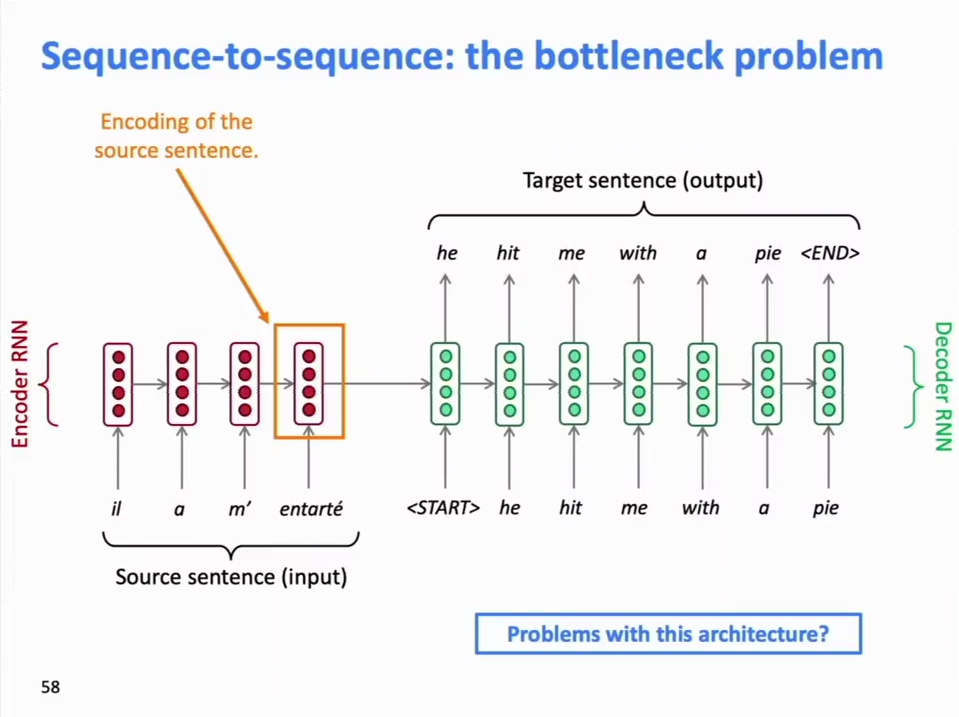 Sequence-to-sequence: the bottleneck problem
Encoding of the
source sentence.
Target sentence (output)
he hit me with a pie <END>
Encoder RNN
Decoder RNN
il a m’ entarté
<START> he hit me with a pie
Source sentence (input)
Problems with this architecture?
58